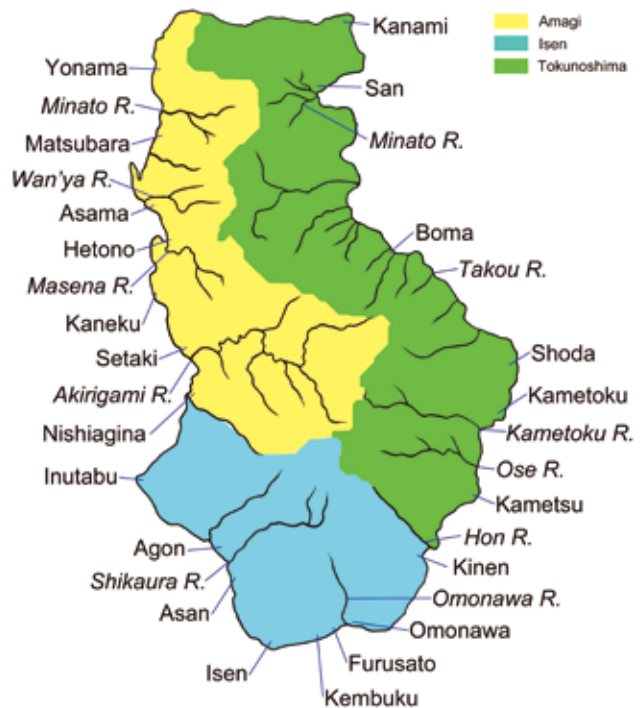 Kanami
Amagi
Isen
Tokunoshima
Yonama
San
Minato R.
Matsubara
Minato R.
Wan'ya R.
Asama
Boma
Hetono
Takou R.
Masena R.
Kaneku
Setaki
Shoda
Akirigami R.
Kametoku
Nishiagina
Kametoku R.
Inutabu
Ose R.
Kametsu
Hon R.
Agon
Kinen
Shikaura R.
Asan
Omonawa R.
Omonawa
Isen
Furusato
Kembuku